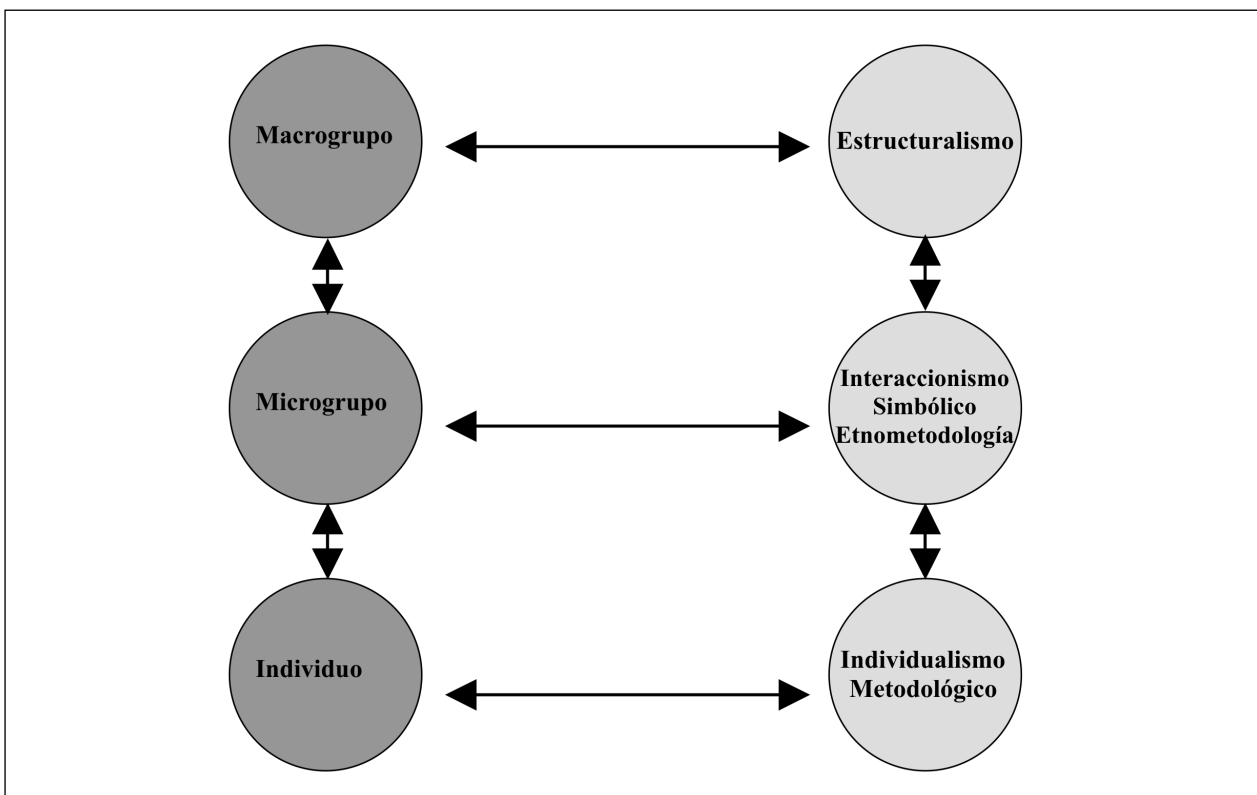 Macrogrupo
Estructuralismo
Microgrupo
Interaccionismo
Simbólico
Etnometodología
Individuo
Individualismo
Metodológico